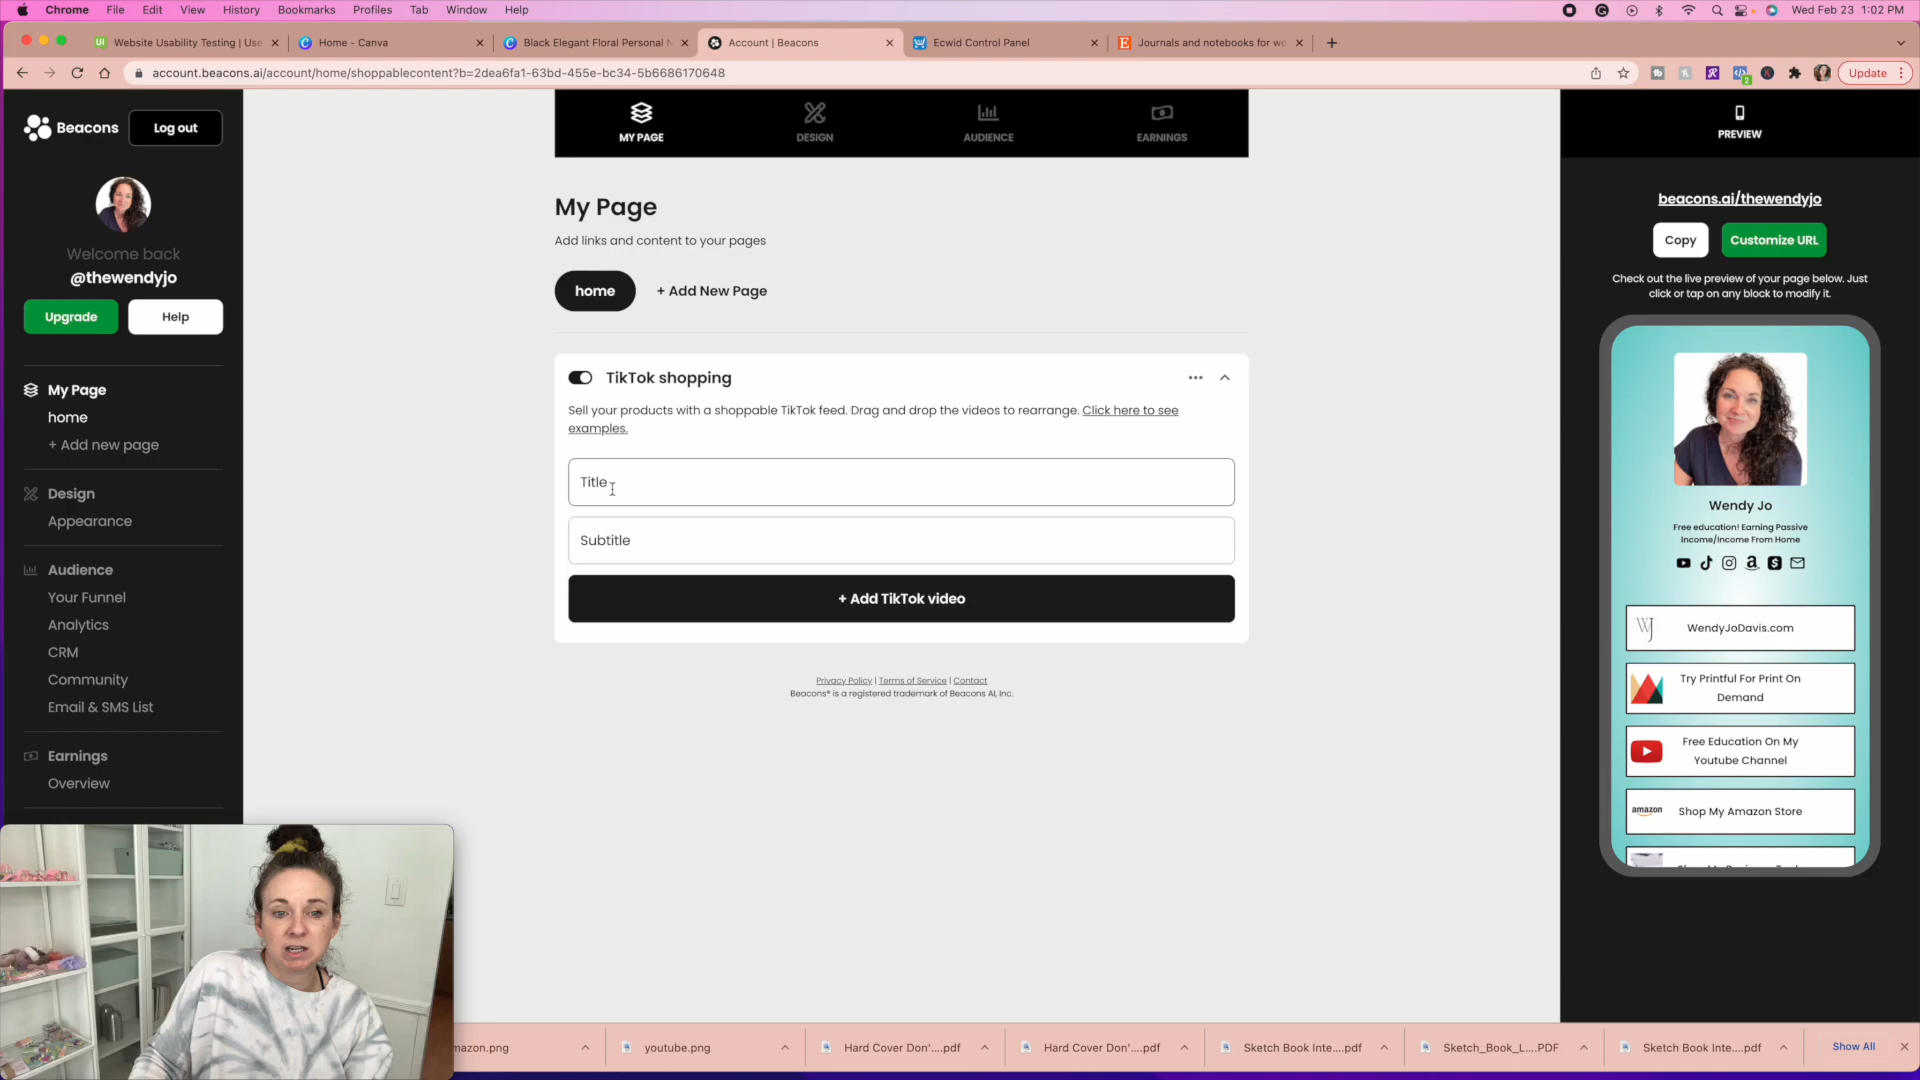 Chrome File Edit View History Bookmarks Profiles Tab Window Help Wed Feb 23 1:02 PM
Website Usability Testing | Use
Home - Canva
Black Elegant Floral Personal N
Account | Beacons
Ecwid Control Panel
Journals and notebooks for wo
account.beacons.ai/account/home/shoppablecontent?b=2dea6fa1-63bd-455e-bc34-5b6686170648
Update
Beacons
Log out
Welcome back
@thewendyjo
Upgrade
Help
My Page
home
+ Add new page
Design
Appearance
Audience
Your Funnel
Analytics
CRM
Community
Email & SMS List
Earnings
Overview
MY PAGE
DESIGN
AUDIENCE
EARNINGS
My Page
Add links and content to your pages
home
+ Add New Page
TikTok shopping
Sell your products with a shoppable TikTok feed. Drag and drop the videos to rearrange. Click here to see
examples.
Title
Subtitle
+ Add TikTok video
Privacy Policy | Terms of Service | Contact
Beacons® is a registered trademark of Beacons AI, Inc.
PREVIEW
beacons.ai/thewendyjo
Copy
Customize URL
Check out the live preview of your page below. Just
click or tap on any block to modify it.
Wendy Jo
Free education! Earning Passive
Income/Income From Home
WJ
WendyJoDavis.com
Try Printful For Print On
Demand
Free Education On My
Youtube Channel
amazon
Shop My Amazon Store
mazon.png
youtube.png
Hard Cover Don'....pdf
Hard Cover Don'....pdf
Sketch Book Inte....pdf
Sketch_Book_L....PDF
Sketch Book Inte....pdf
Show All